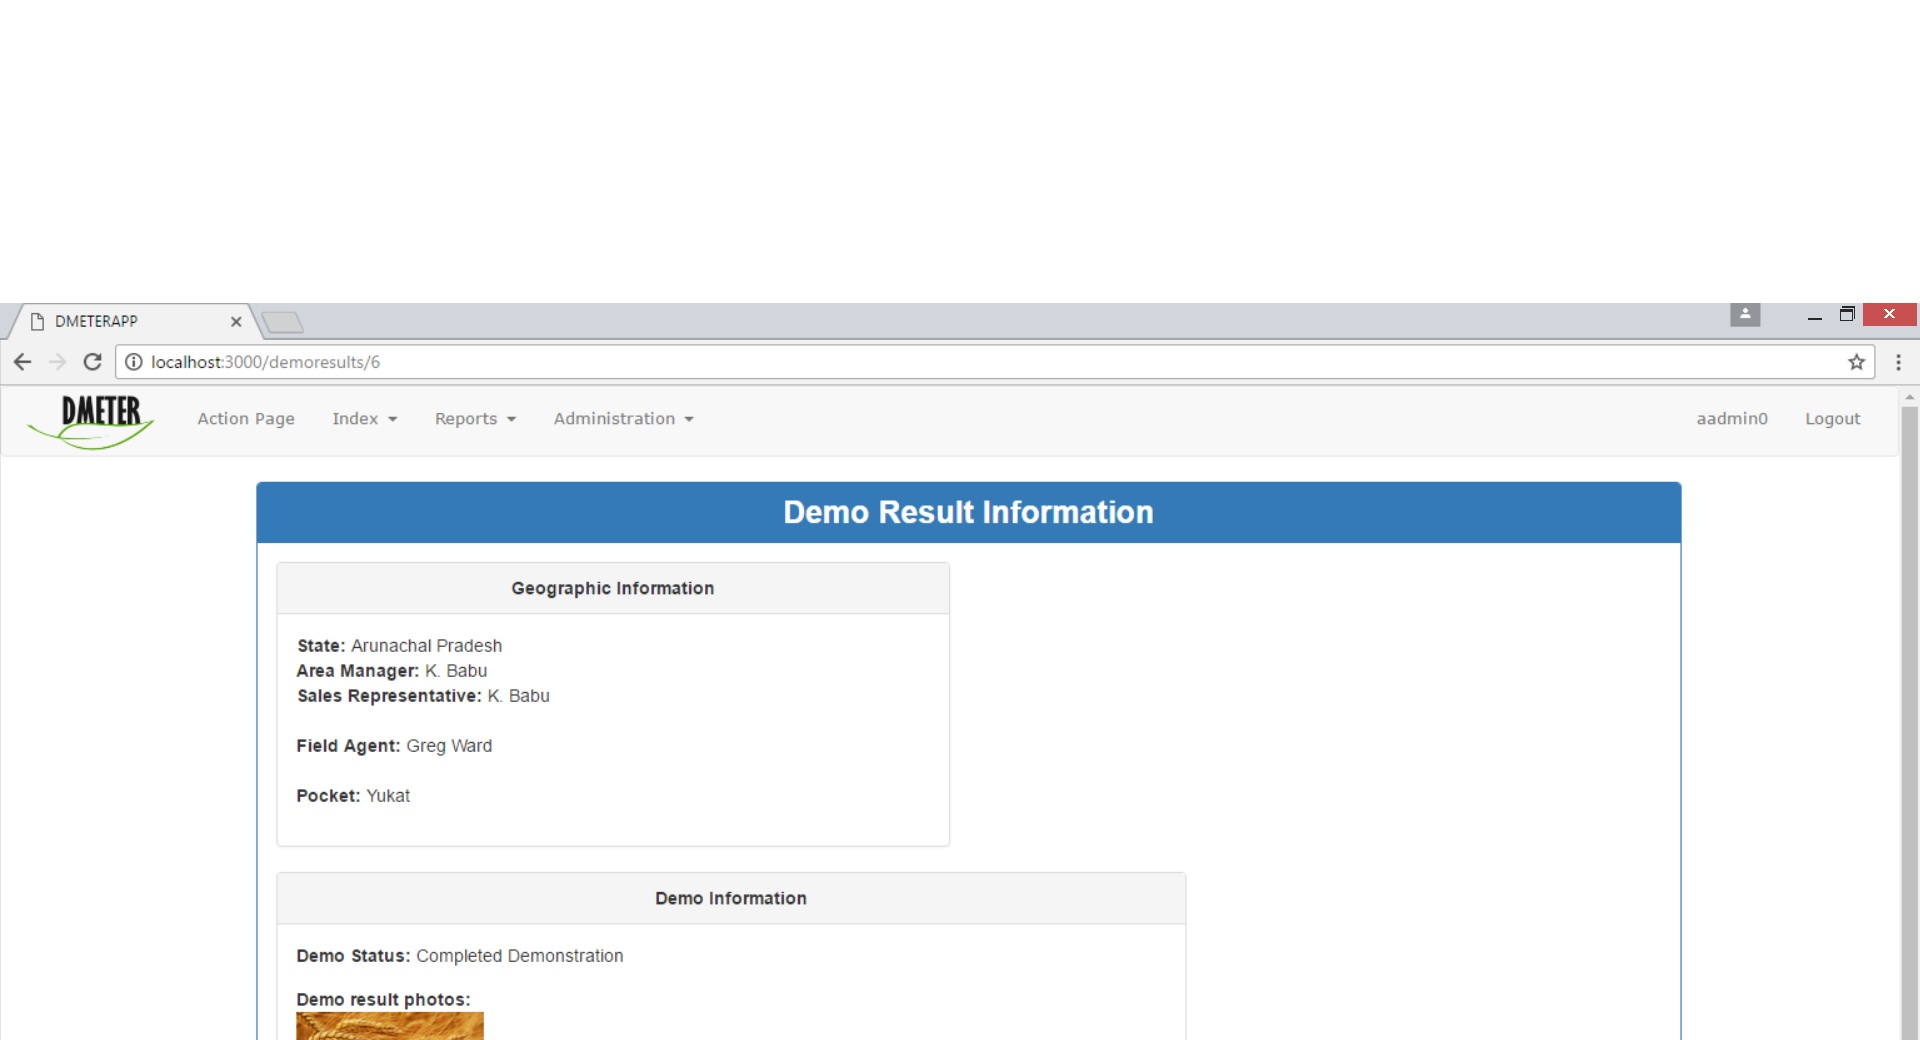 DMETERAPP
localhost:3000/demoresults/6
DMETER Action Page Index Reports Administration aadmin0 Logout
Demo Result Information
Geographic Information
State: Arunachal Pradesh
Area Manager: K. Babu
Sales Representative: K. Babu
Field Agent: Greg Ward
Pocket: Yukat
Demo Information
Demo Status: Completed Demonstration
Demo result photos: